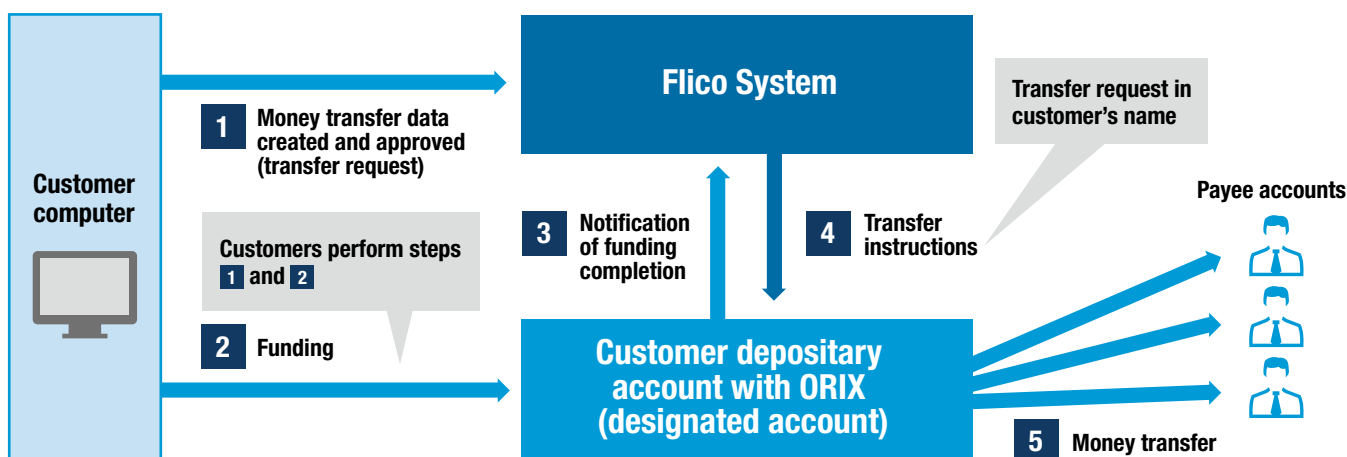 Flico System
1
Money transfer data
created and approved
(transfer request)
Transfer request in
customer’s name
Customer
computer
Customers perform steps
1 and 2
2
Funding
3
Notification
of funding
completion
4
Transfer
instructions
Payee accounts
Customer depositary
account with ORIX
(designated account)
5
Money transfer